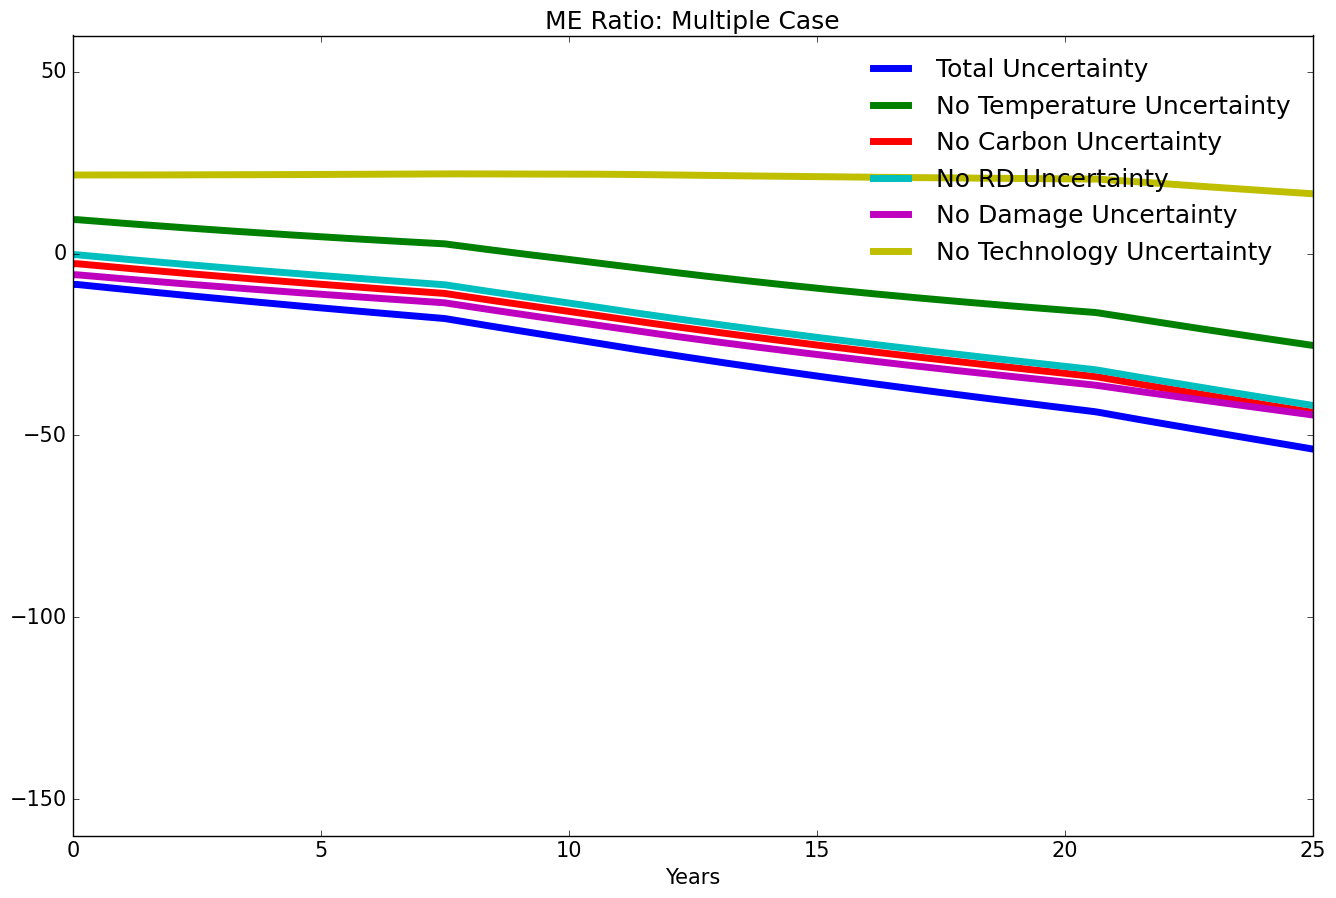 ME Ratio: Multiple Case
50
0
−50
−100
−150
Total Uncertainty
No Temperature Uncertainty
No Carbon Uncertainty
No RD Uncertainty
No Damage Uncertainty
No Technology Uncertainty
0 5 10 15 20 25
Years